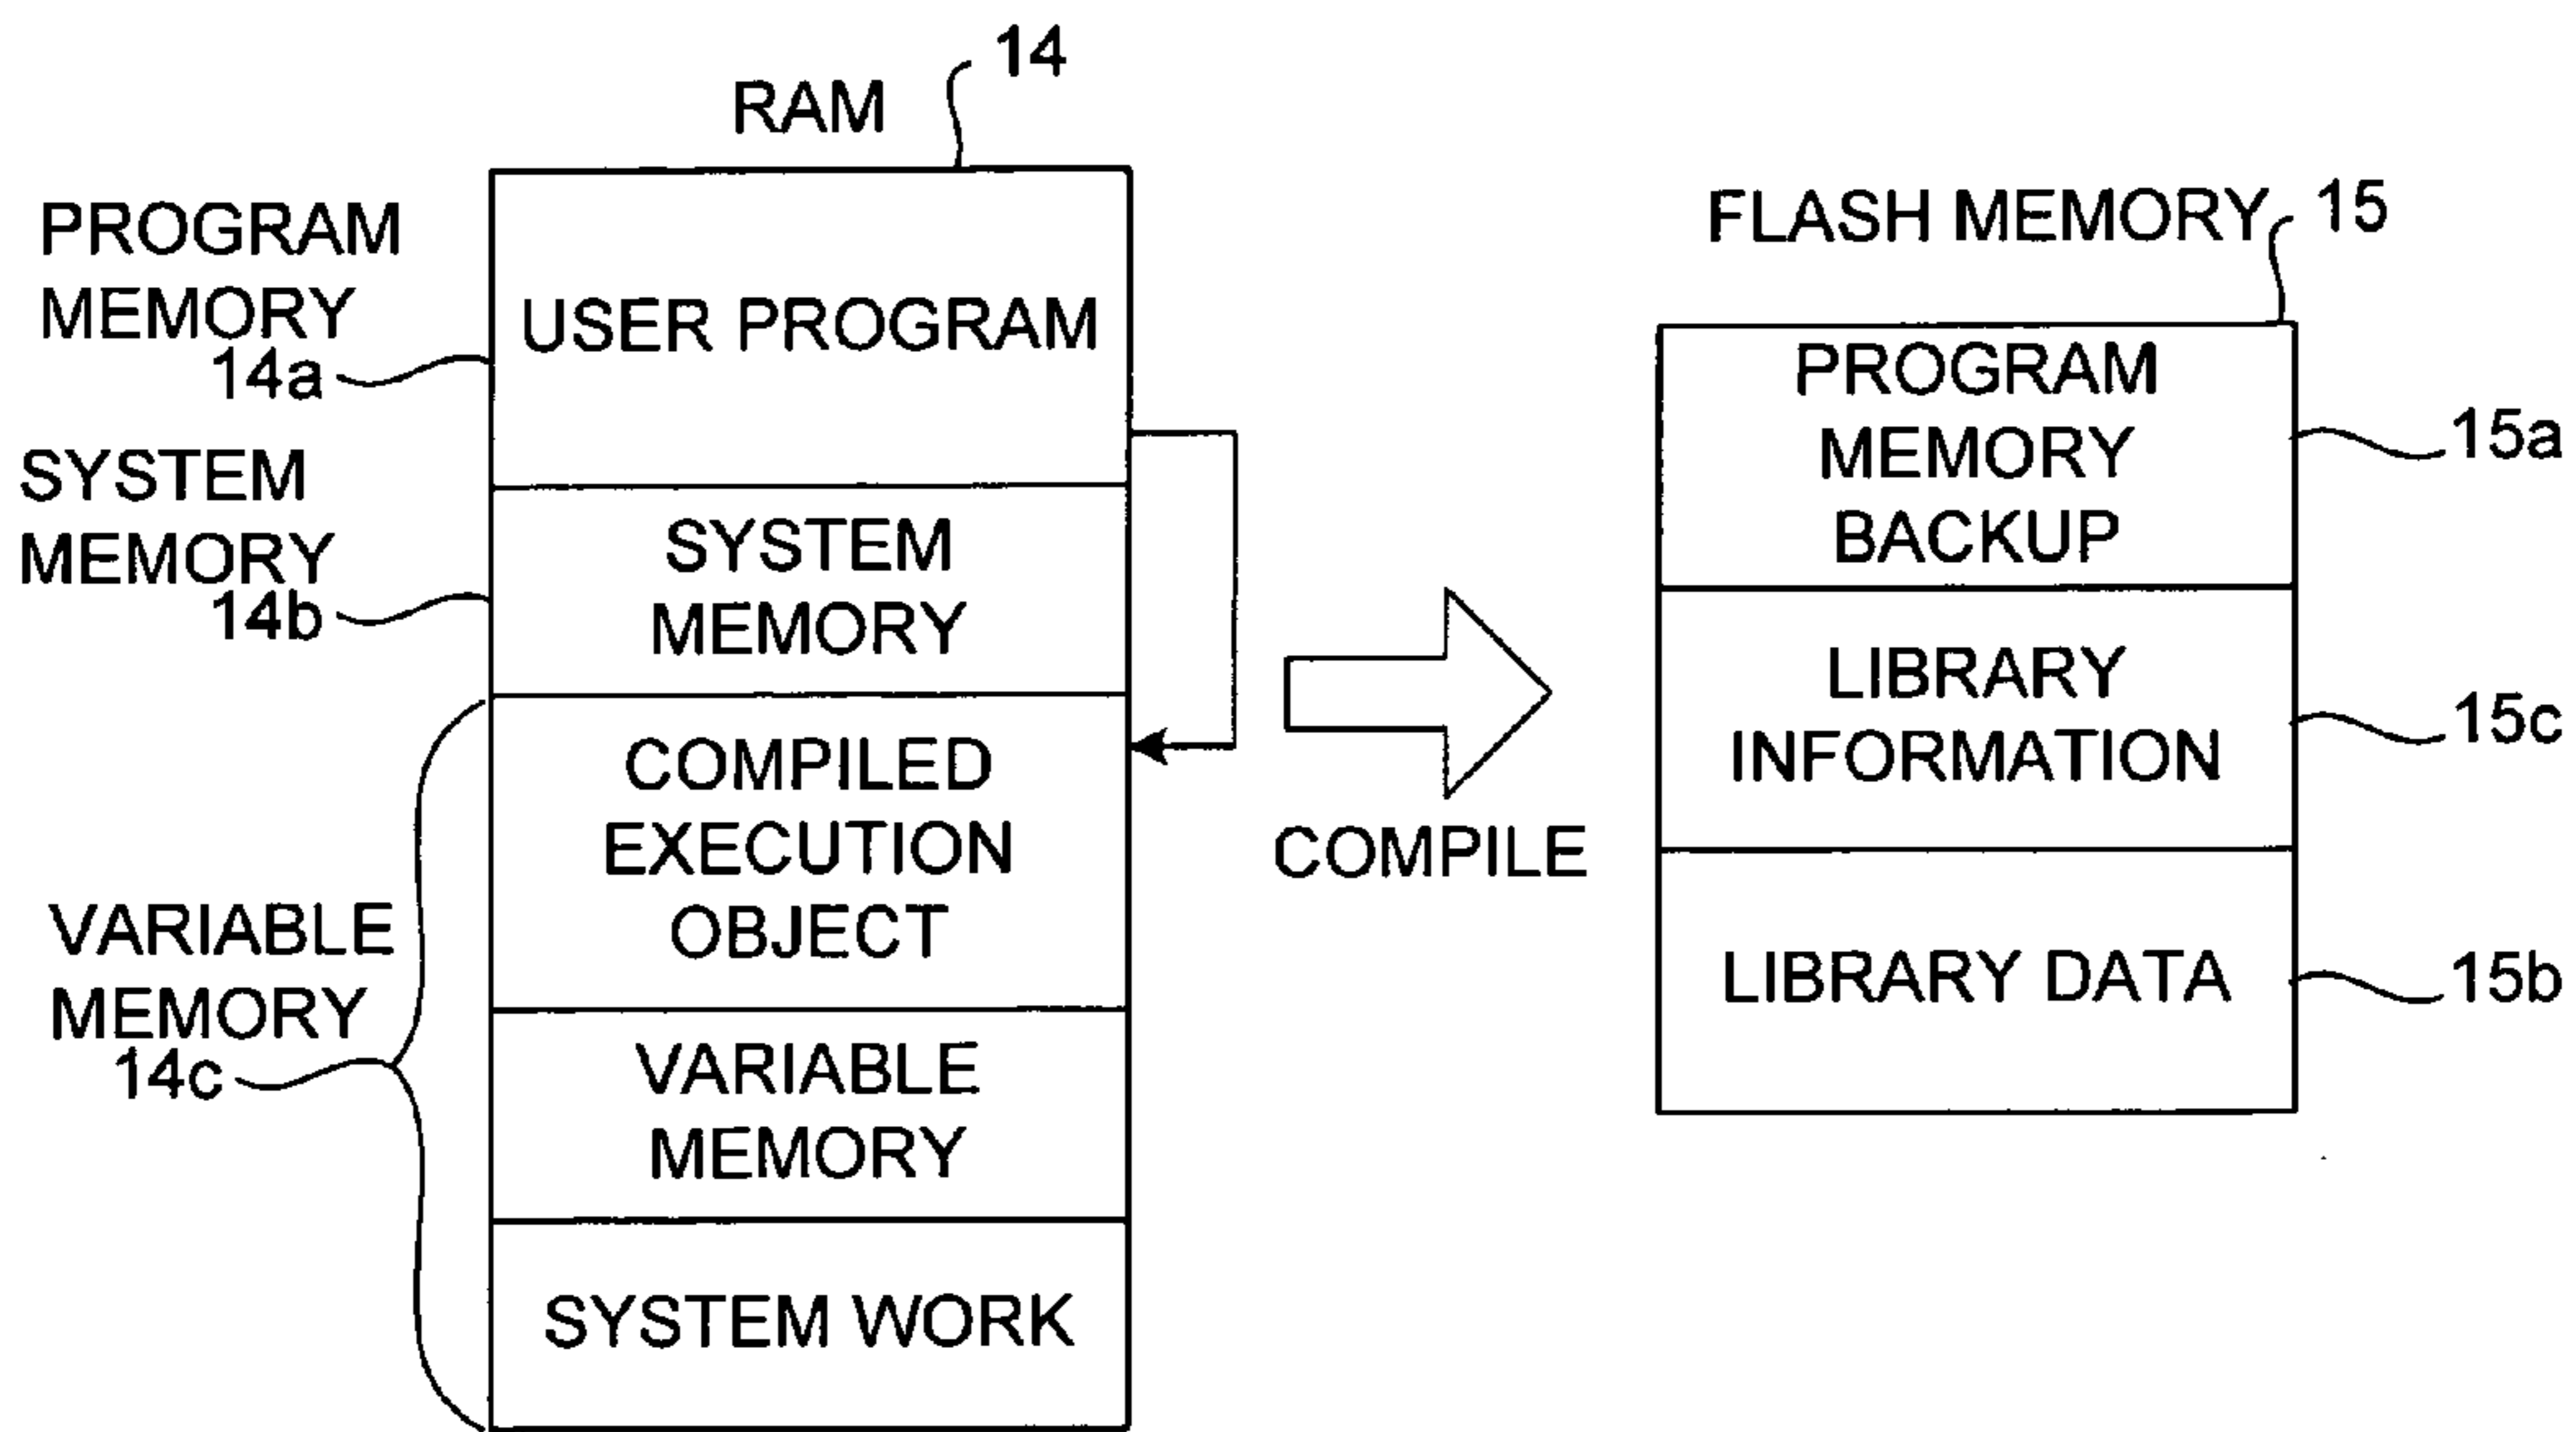 RAM
14
PROGRAM
MEMORY
14a
USER PROGRAM
SYSTEM
MEMORY
14b
SYSTEM
MEMORY
COMPILED
EXECUTION
OBJECT
VARIABLE
MEMORY
14c
VARIABLE
MEMORY
SYSTEM WORK
COMPILE
FLASH MEMORY
15
PROGRAM
MEMORY
BACKUP
15a
LIBRARY
INFORMATION
15c
LIBRARY DATA
15b